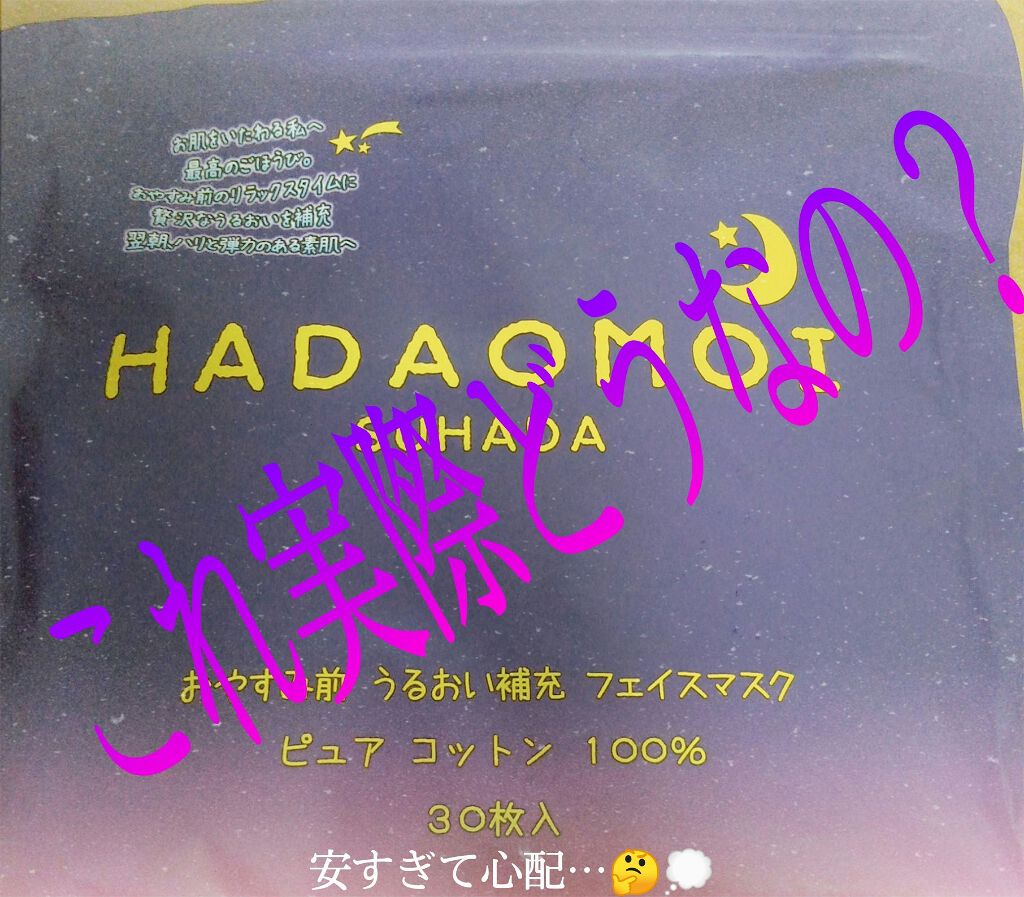 お肌をいたわる私へ
最高のごほうび。
おやすみ前のリラックスタイムに
贅沢なうるおいを補充
翌朝、ハリと弾力のある素肌へ
HADAOMOI
SUHADA
これ実際どうなの?
おやすみ前 うるおい補充 フェイスマスク
ピュア コットン 100%
30枚入
安すぎて心配…🤔💭